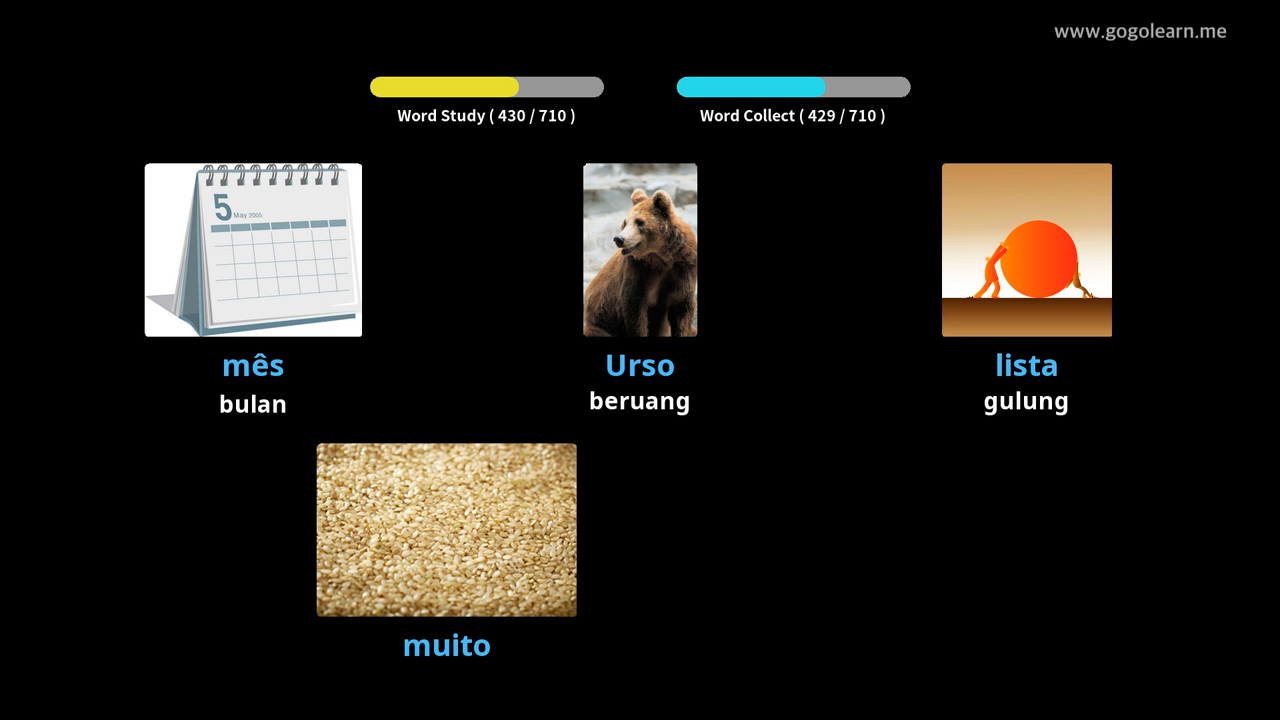 www.gogolearn.me
Word Study ( 430 / 710 )
Word Collect ( 429 / 710 )
5 May 2005
mês
Urso
lista
bulan
beruang
gulung
muito